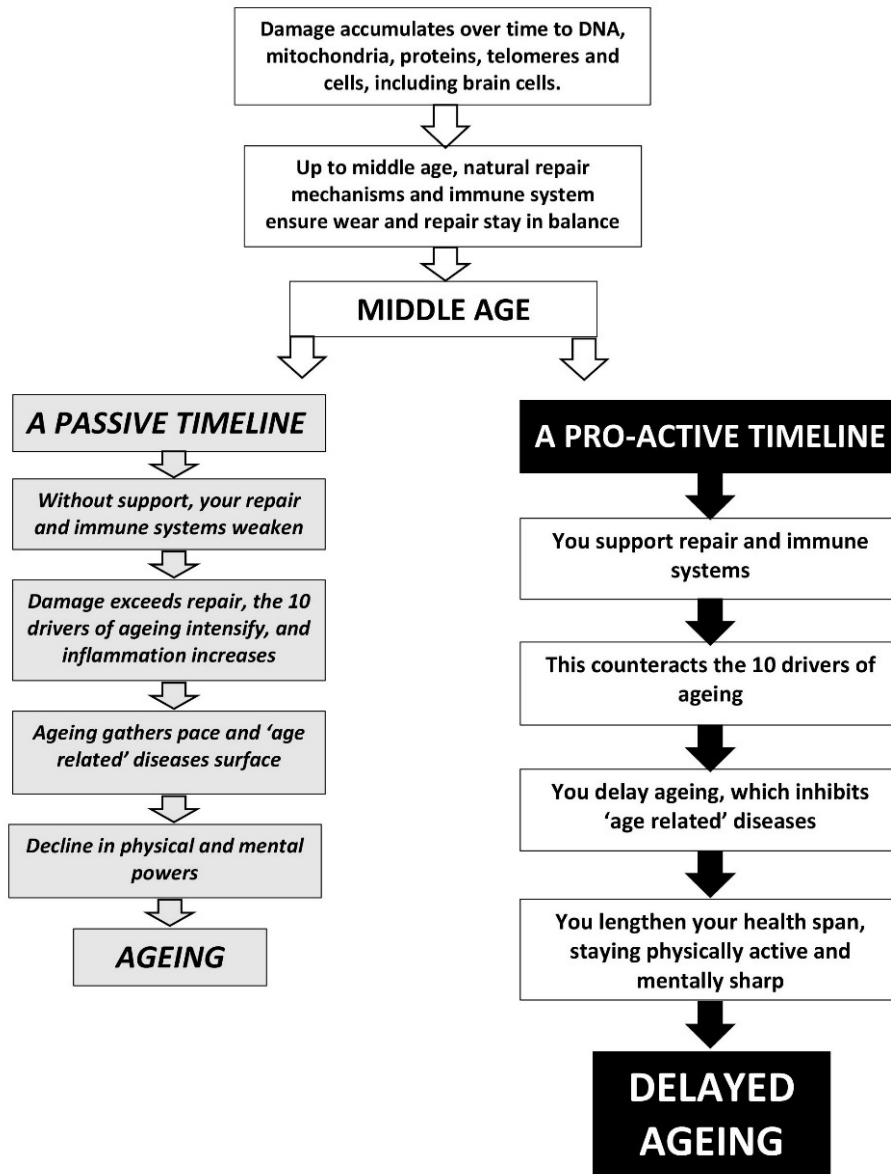 Damage accumulates over time to DNA,
mitochondria, proteins, telomeres and
cells, including brain cells.
Up to middle age, natural repair
mechanisms and immune system
ensure wear and repair stay in balance
MIDDLE AGE
A PASSIVE TIMELINE
Without support, your repair
and immune systems weaken
Damage exceeds repair, the 10
drivers of ageing intensify, and
inflammation increases
Ageing gathers pace and ‘age
related’ diseases surface
Decline in physical and mental
powers
AGEING
A PRO-ACTIVE TIMELINE
You support repair and immune
systems
This counteracts the 10 drivers of
ageing
You delay ageing, which inhibits
‘age related’ diseases
You lengthen your health span,
staying physically active and
mentally sharp
DELAYED
AGEING